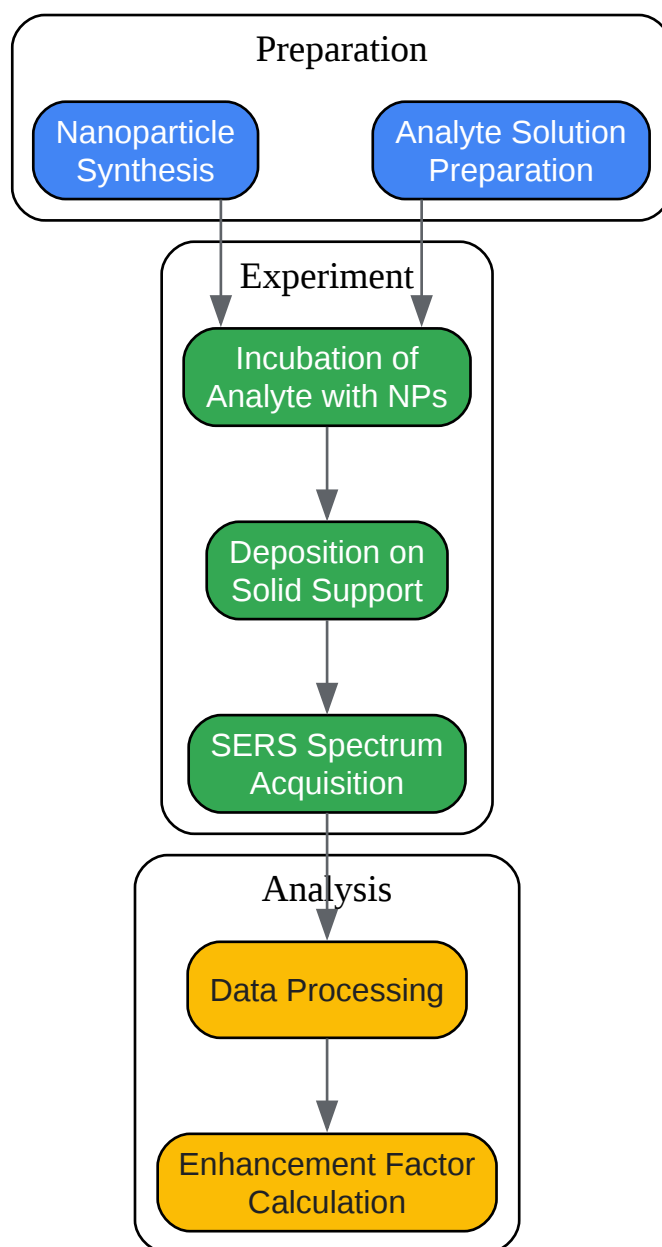 Preparation
Nanoparticle
Synthesis
Analyte Solution
Preparation
Experiment
Incubation of
Analyte with NPs
Deposition on
Solid Support
SERS Spectrum
Acquisition
Analysis
Data Processing
Enhancement Factor
Calculation